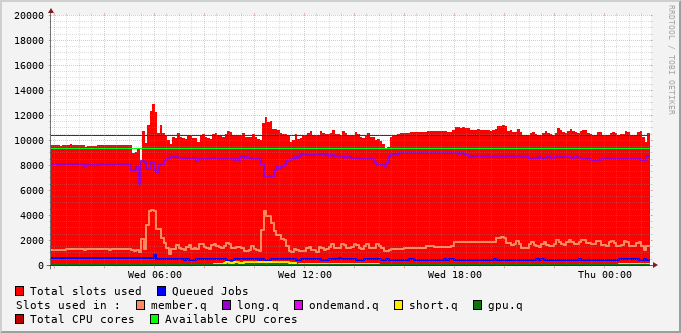 RRDTOOL / TOBI OETIKER
20000
18000
16000
14000
12000
10000
8000
6000
4000
2000
0
Wed 06:00 Wed 12:00 Wed 18:00 Thu 00:00
Total slots used Queued Jobs
Slots used in : member.q long.q ondemand.q short.q gpu.q
Total CPU cores Available CPU cores